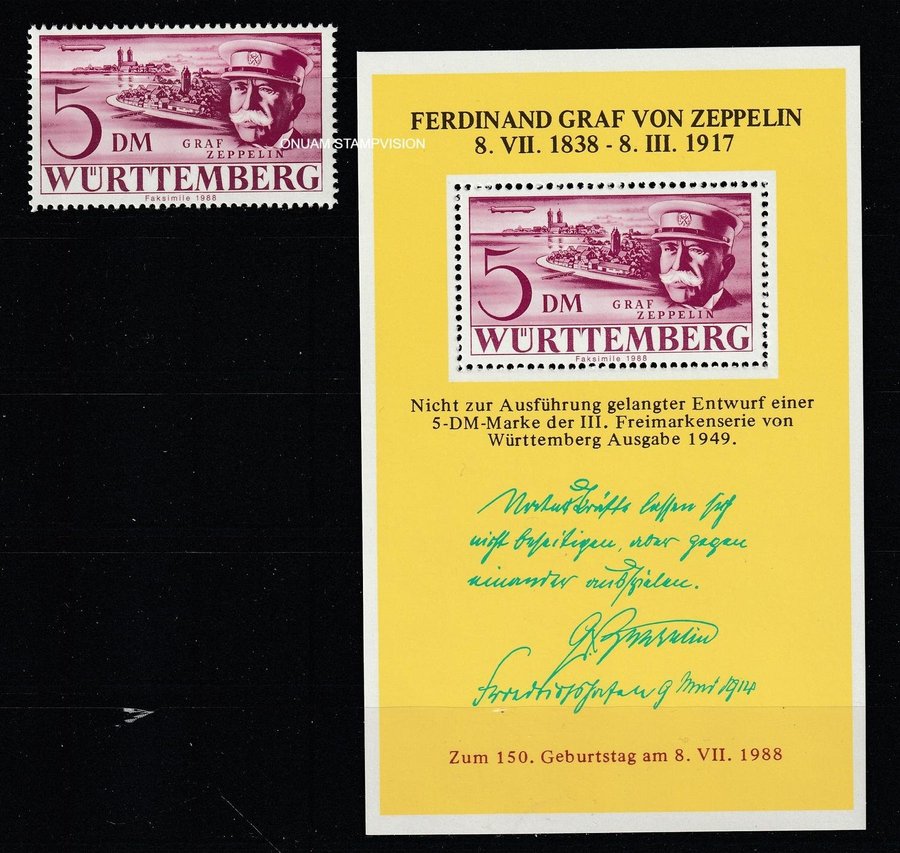 5 DM
GRAF
ZEPPELIN
WÜRTTEMBERG
Faksimile 1988
ONUAM STAMPVISION
FERDINAND GRAF VON ZEPPELIN
8. VII. 1838 - 8. III. 1917
5 DM
GRAF
ZEPPELIN
WÜRTTEMBERG
Faksimile 1988
Nicht zur Ausführung gelangter Entwurf einer
5-DM-Marke der III. Freimarkenserie von
Württemberg Ausgabe 1949.
Naturkräfte lassen sich
nicht beseitigen, aber gegen
einander ausspielen.
Gf. Zeppelin
Friedrichshafen 9 Mai 1914
Zum 150. Geburtstag am 8. VII. 1988